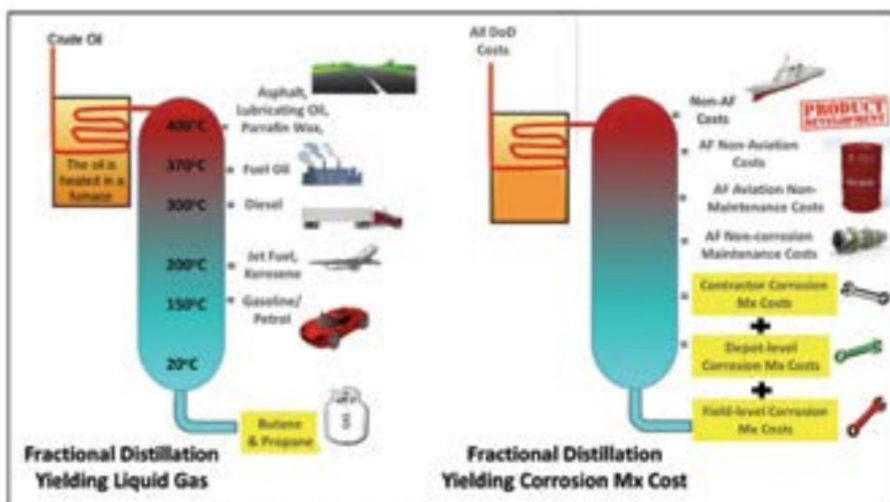 Crude Oil
The oil is
heated in a
furnace
400°C
370°C
300°C
200°C
150°C
20°C
Asphalt,
Lubricating Oil,
Parrafin Wax,
Fuel Oil
Diesel
Jet Fuel,
Kerosene
Gasoline/
Petrol
Butane
& Propane
Fractional Distillation
Yielding Liquid Gas
All DoD
Costs
Non-AF
Costs
PRODUCT
DEVELOPMENT
AF Non-Aviation
Costs
AF Aviation Non-
Maintenance Costs
AF Non-corrosion
Maintenance Costs
Contractor Corrosion
Mx Costs
+
Depot-level
Corrosion Mx Costs
+
Field-level Corrosion
Mx Costs
Fractional Distillation
Yielding Corrosion Mx Cost